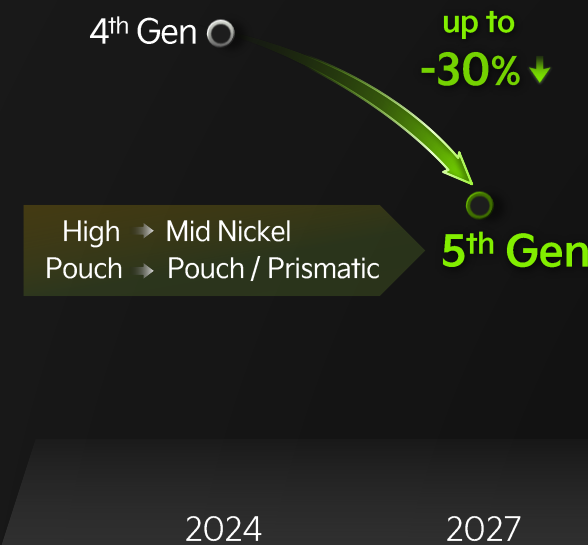 4th Gen
up to
-30%
High → Mid Nickel
Pouch → Pouch / Prismatic
5th Gen
2024
2027